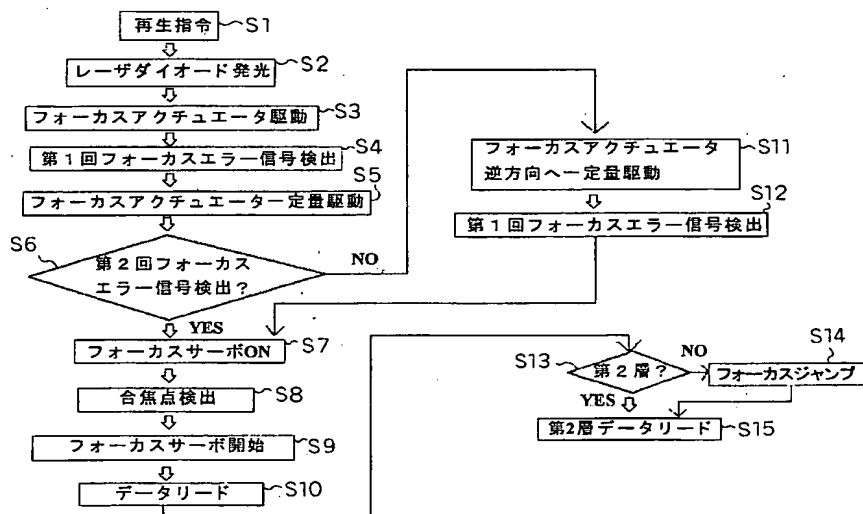 再生指令 S1
レーザダイオード発光 S2
フォーカスアクチュエータ駆動 S3
第1回フォーカスエラー信号検出 S4
フォーカスアクチュエーター定量駆動 S5
S6
第2回フォーカス
エラー信号検出?
NO
YES
フォーカスサーボON S7
合焦点検出 S8
フォーカスサーボ開始 S9
データリード S10
フォーカスアクチュエータ
逆方向へ一定量駆動
S11
第1回フォーカスエラー信号検出 S12
S13
第2層?
NO
YES
フォーカスジャンプ S14
第2層データリード S15